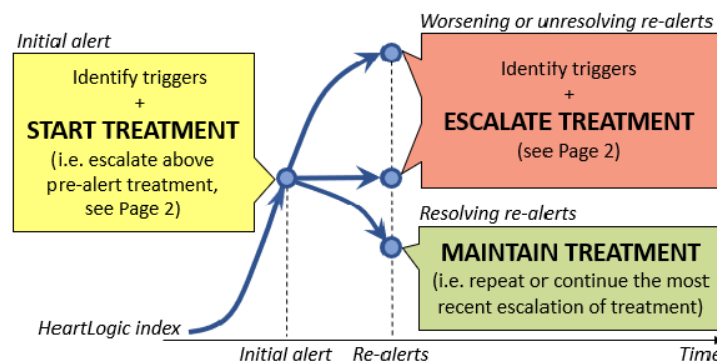 Initial alert
Identify triggers
+
START TREATMENT
(i.e. escalate above
pre-alert treatment,
see Page 2)
Worsening or unresolving re-alerts
Identify triggers
+
ESCALATE TREATMENT
(see Page 2)
Resolving re-alerts
MAINTAIN TREATMENT
(i.e. repeat or continue the most
recent escalation of treatment)
HeartLogic index
Initial alert
Re-alerts
Time